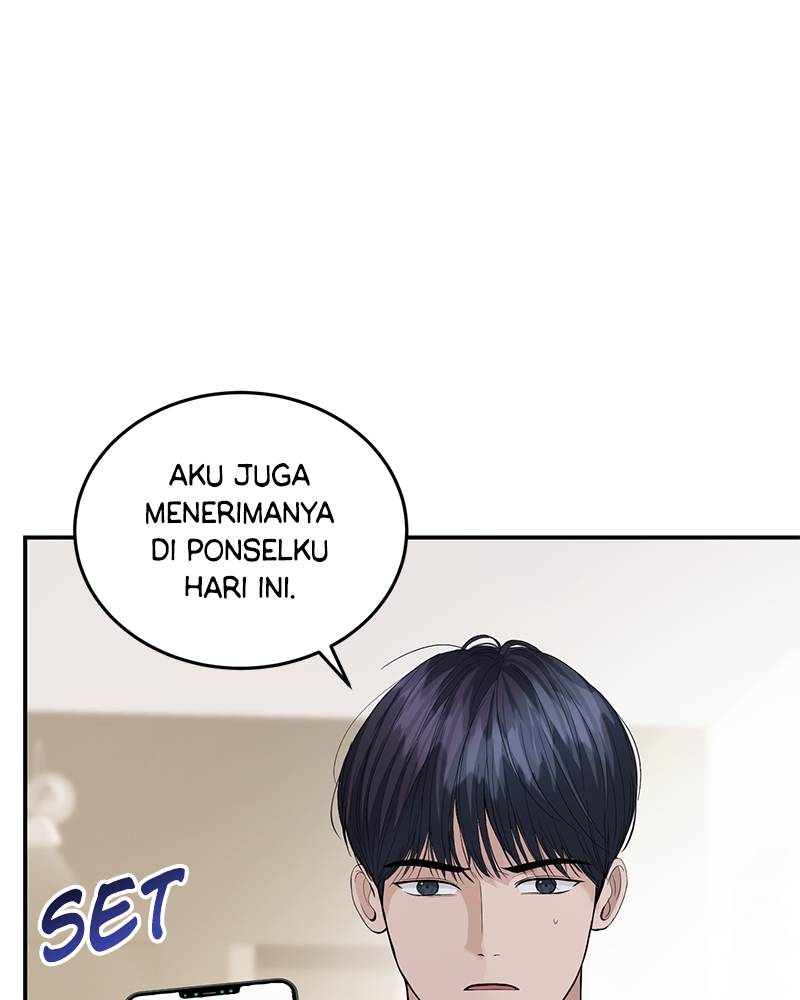 AKU JUGA
MENERIMANYA
DI PONSELKU
HARI INI.
SET